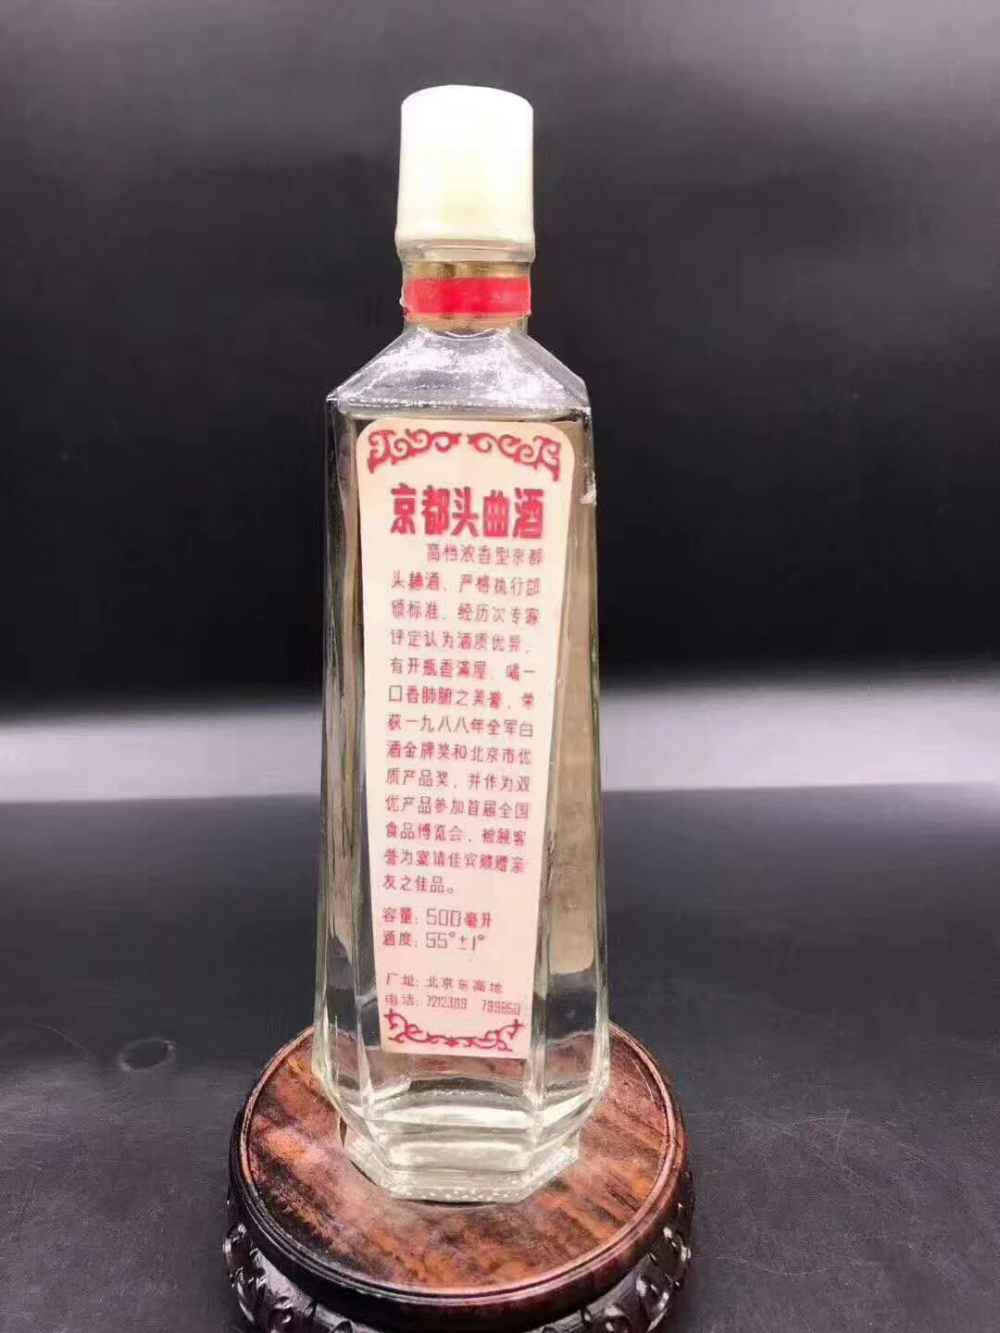 京都头曲酒
高档浓香型京都
头麯酒、严格执行部
颁标准、经历次专家
评定认为酒质优异、
有开瓶香满屋、喝一
口香肺腑之美誉、荣
获一九八八年全军白
酒金牌奖和北京市优
质产品奖、并作为双
优产品参加首届全国
食品博览会、被顾客
誉为宴请佳宾赠赠亲
友之佳品。
容量：500毫升
酒度：55°±1°
厂址：北京东高地
电话：